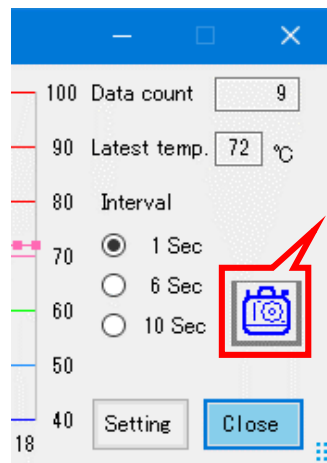 100 Data count 9
90 Latest temp. 72 ℃
80 Interval
70 1 Sec
6 Sec
60 10 Sec
50
40 Setting Close
18